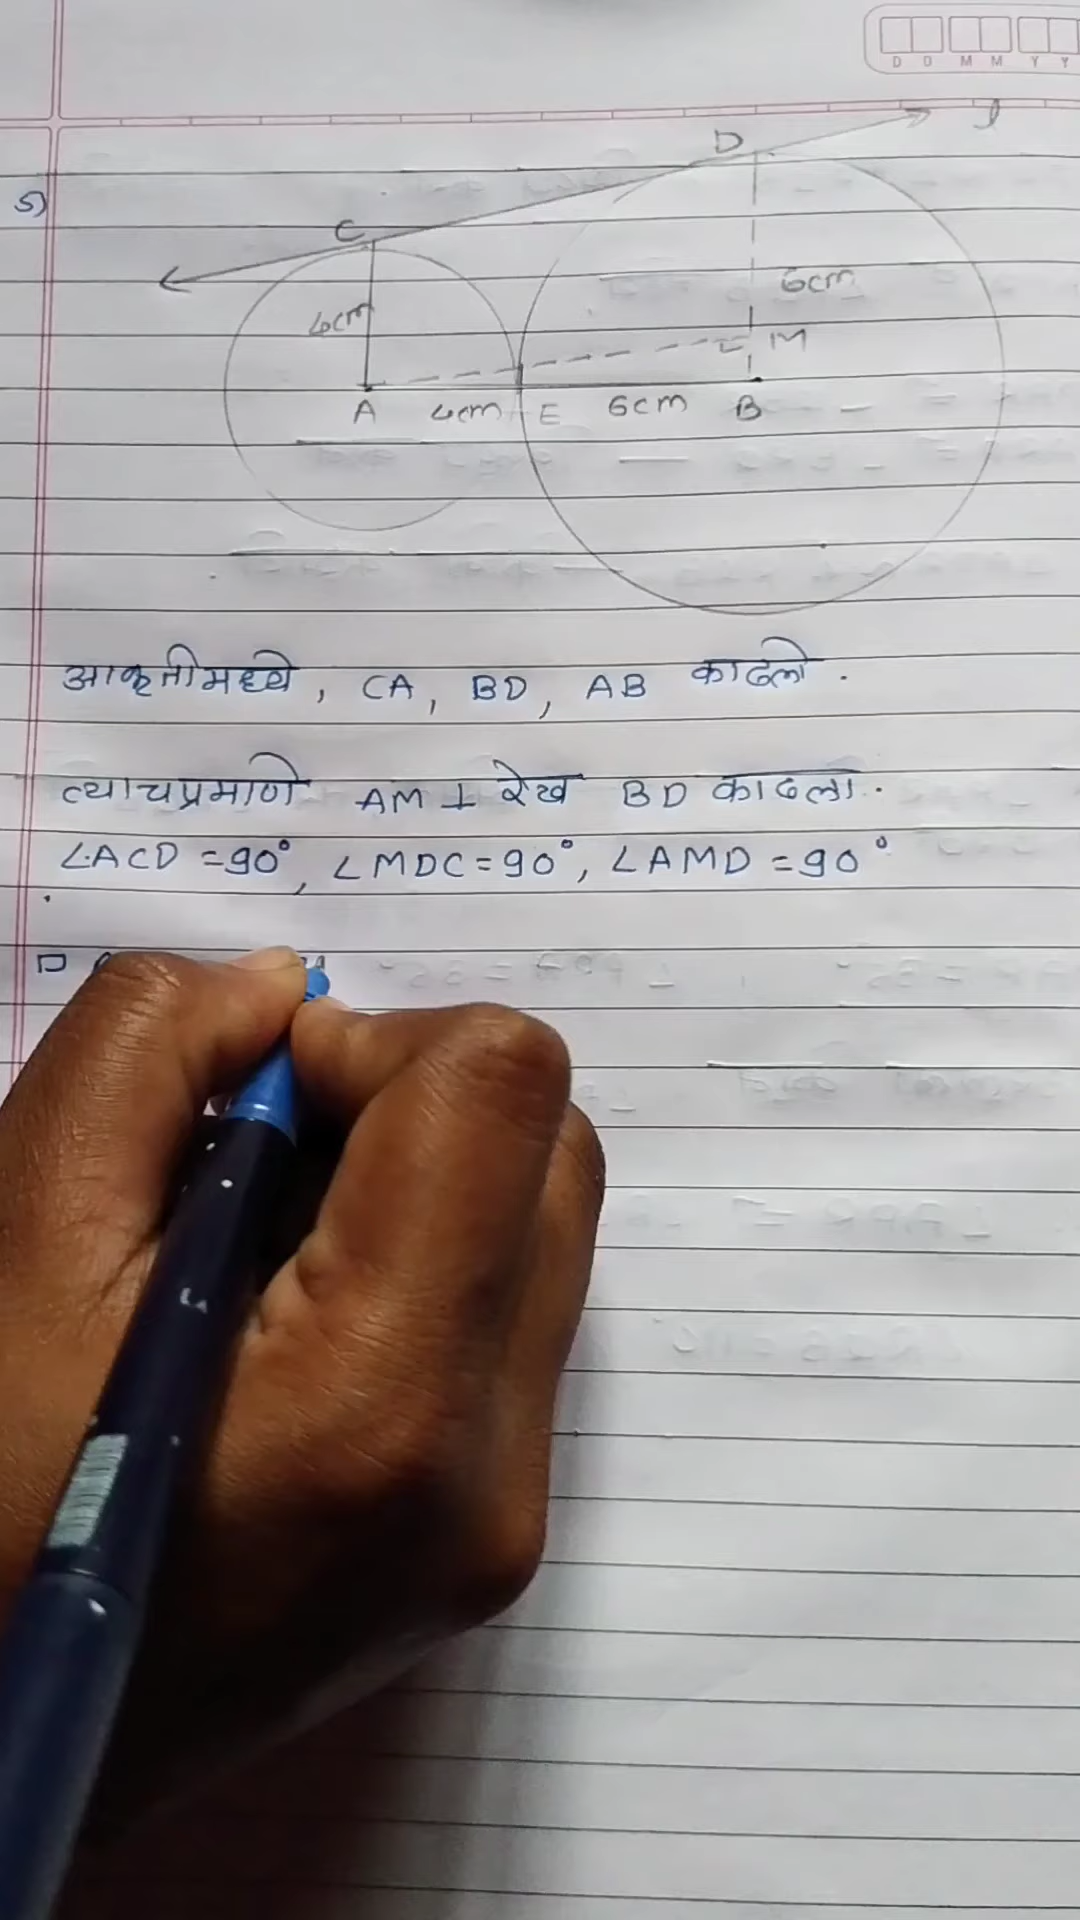 D D M M Y Y
D l
5)
C
6cm
4cm
M
A 4cm E 6cm B
आकृतीमध्ये, CA, BD, AB काढले.
त्याचप्रमाणे AM ⊥ रेख BD काढला.
∠ACD = 90°, ∠MDC = 90°, ∠AMD = 90°
□